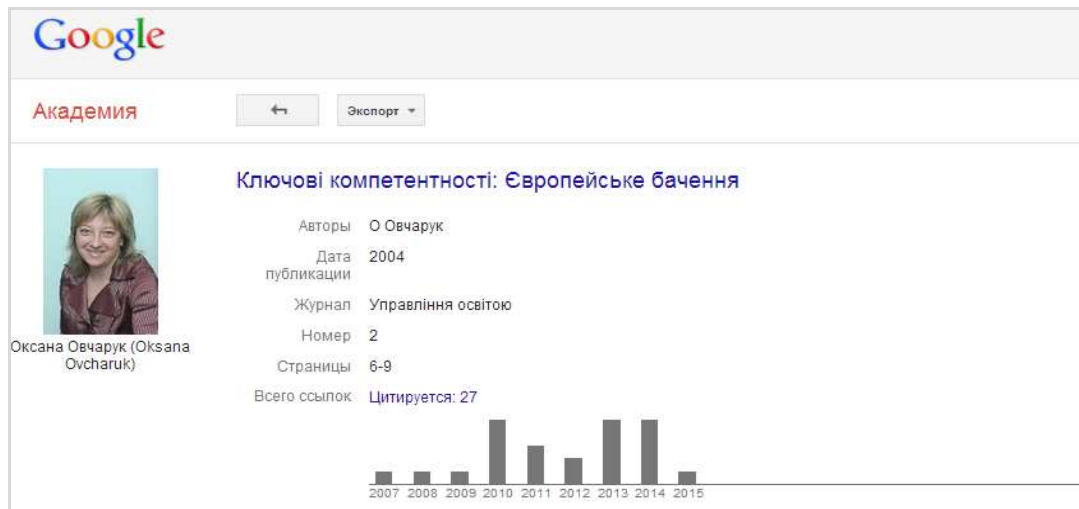 Google
Академия
Экспорт
Ключові компетентності: Європейське бачення
Авторы О Овчарук
Дата публикации 2004
Журнал Управління освітою
Номер 2
Страницы 6-9
Всего ссылок Цитируется: 27
Оксана Овчарук (Oksana
Ovcharuk)
2007 2008 2009 2010 2011 2012 2013 2014 2015